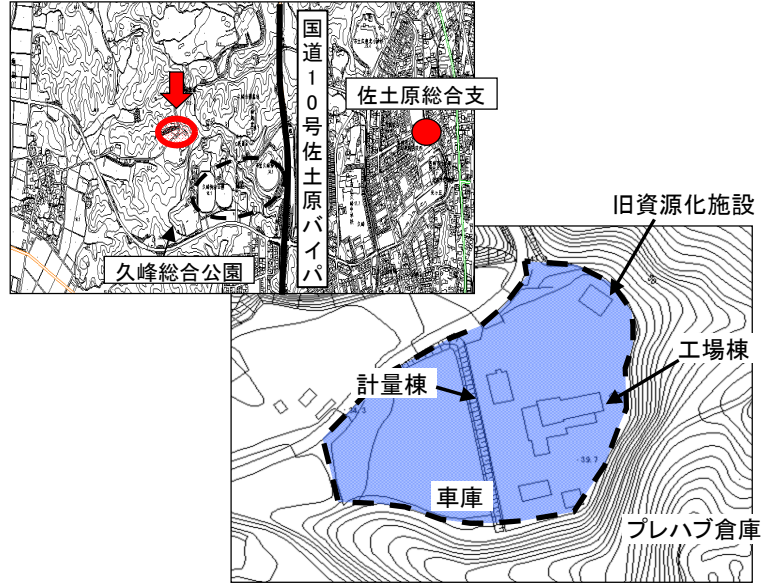 国道10号佐土原バイパ
佐土原総合支
久峰総合公園
旧資源化施設
工場棟
計量棟
車庫
プレハブ倉庫
39.7